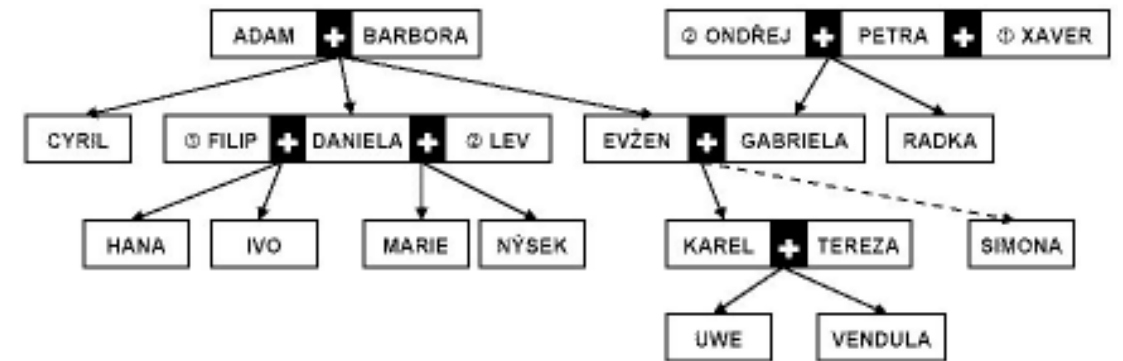 ADAM + BARBORA ② ONDŘEJ + PETRA + ① XAVER
CYRIL ① FILIP + DANIELA + ② LEV EVŽEN + GABRIELA RADKA
HANA IVO MARIE NÝSEK KAREL + TEREZA SIMONA
UWE VENDULA